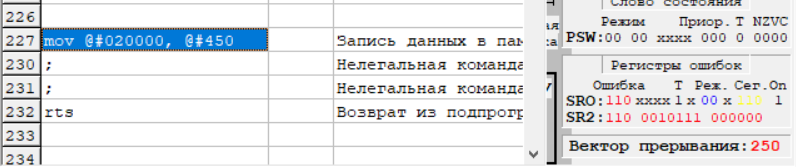 Слово состояния
226
Режим Приор. T NZVC
227 mov @#020000, @#450 Запись данных в пам
PSW:00 00 xxxx 000 0 0000
230 ; Нелегальная команда
Регистры ошибок
231 ; Нелегальная команда
Ошибка T Реж. Сег.Оп
232 rts Возврат из подпрогр
SRO:110 xxxx 1 x 00 x 110 1
SR2:110 0010111 000000
233
Вектор прерывания:250
234